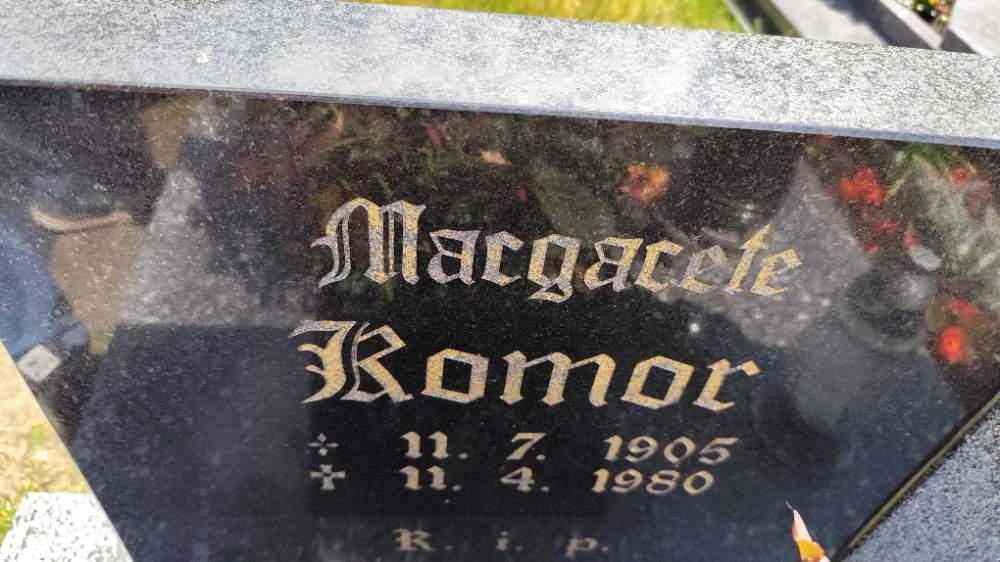 Margarete
Komor
* 11. 7. 1905
† 11. 4. 1980
R. i. p.